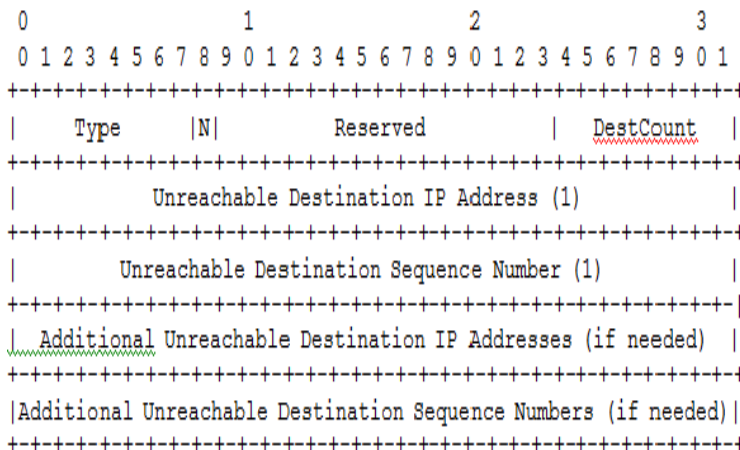 0 1 2 3
0 1 2 3 4 5 6 7 8 9 0 1 2 3 4 5 6 7 8 9 0 1 2 3 4 5 6 7 8 9 0 1
+-+-+-+-+-+-+-+-+-+-+-+-+-+-+-+-+-+-+-+-+-+-+-+-+-+-+-+-+-+-+-+-+
| Type |N| Reserved | DestCount |
+-+-+-+-+-+-+-+-+-+-+-+-+-+-+-+-+-+-+-+-+-+-+-+-+-+-+-+-+-+-+-+-+
| Unreachable Destination IP Address (1) |
+-+-+-+-+-+-+-+-+-+-+-+-+-+-+-+-+-+-+-+-+-+-+-+-+-+-+-+-+-+-+-+-+
| Unreachable Destination Sequence Number (1) |
+-+-+-+-+-+-+-+-+-+-+-+-+-+-+-+-+-+-+-+-+-+-+-+-+-+-+-+-+-+-+-+-|
| Additional Unreachable Destination IP Addresses (if needed) |
+-+-+-+-+-+-+-+-+-+-+-+-+-+-+-+-+-+-+-+-+-+-+-+-+-+-+-+-+-+-+-+-+
|Additional Unreachable Destination Sequence Numbers (if needed)|
+-+-+-+-+-+-+-+-+-+-+-+-+-+-+-+-+-+-+-+-+-+-+-+-+-+-+-+-+-+-+-+-+